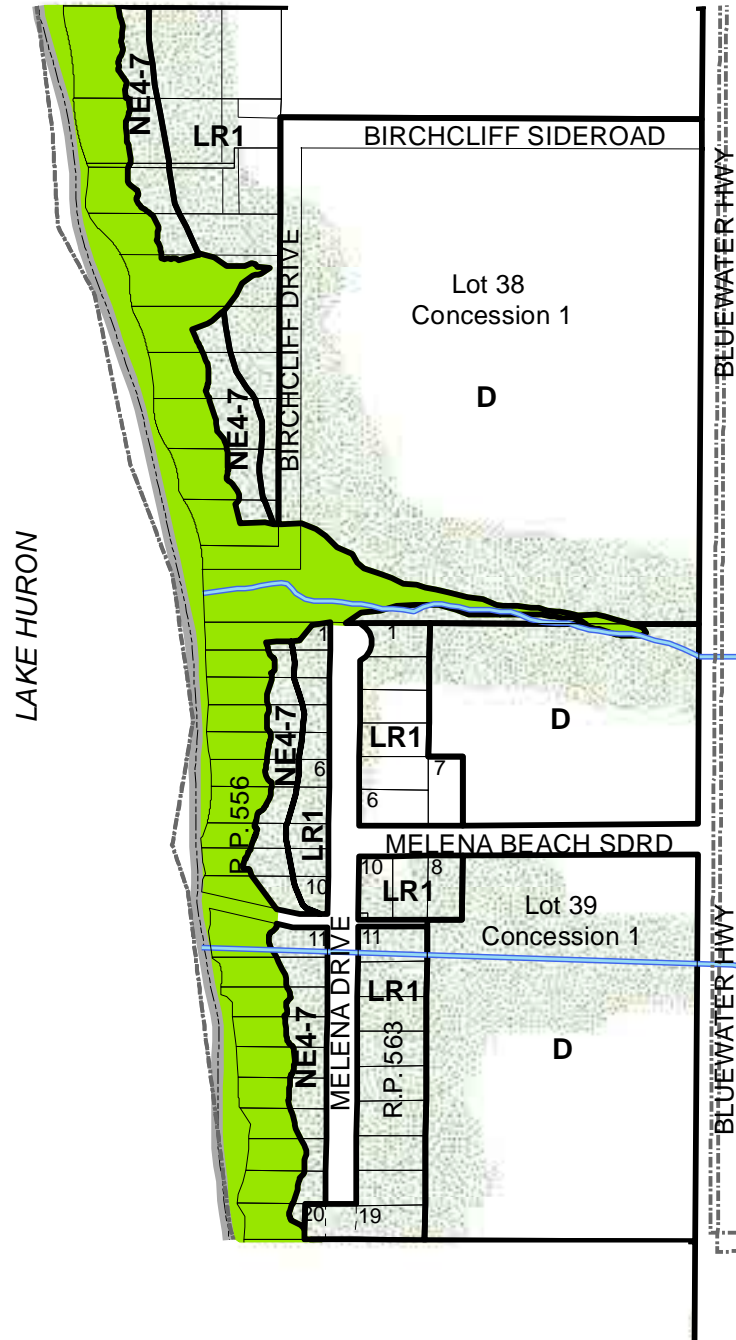 NE4-7
LR1
BIRCHCLIFF SIDEROAD
BLUEWATER HWY
BIRCHCLIFF DRIVE
Lot 38
Concession 1
D
NE4-7
LAKE HURON
1
1
NE4-7
LR1
D
6
7
6
R.P. 556
LR1
MELENA BEACH SDRD
10
10
8
LR1
Lot 39
Concession 1
BLUEWATER HWY
11
11
MELENA DRIVE
LR1
NE4-7
R.P. 563
D
20
19